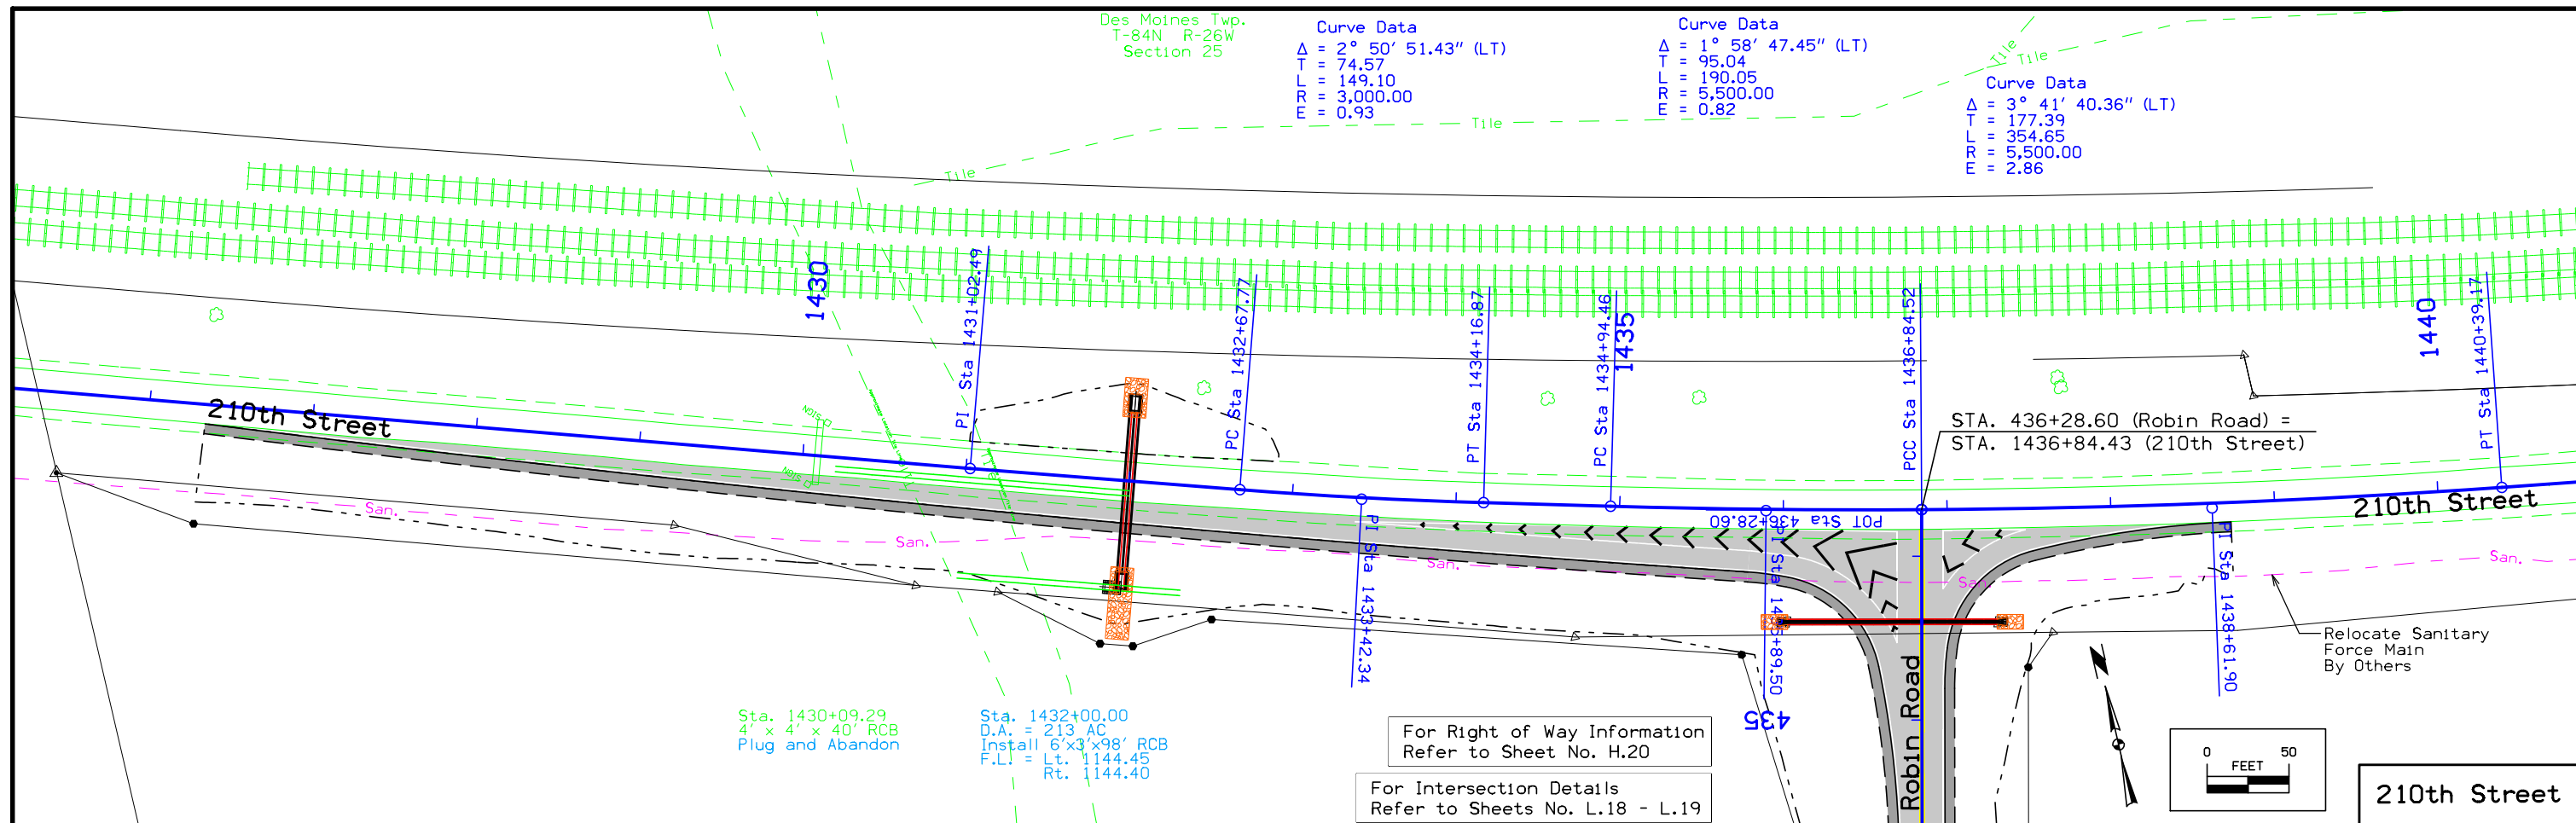 Des Moines Twp.
T-84N R-26W
Section 25
Curve Data
Δ = 2° 50' 51.43" (LT)
T = 74.57
L = 149.10
R = 3,000.00
E = 0.93
Curve Data
Δ = 1° 58' 47.45" (LT)
T = 95.04
L = 190.05
R = 5,500.00
E = 0.82
Curve Data
Δ = 3° 41' 40.36" (LT)
T = 177.39
L = 354.65
R = 5,500.00
E = 2.86
Tile
Tile
Tile
Tile
1430
PI Sta 1431+02.49
PC Sta 1432+67.77
PT Sta 1434+16.87
PC Sta 1434+94.46
1435
PCC Sta 1436+84.52
1440
PT Sta 1440+39.17
210th Street
SIGN
SIGN
STA. 436+28.60 (Robin Road) =
STA. 1436+84.43 (210th Street)
210th Street
POT Sta 436+28.60
San.
San.
San.
San.
San.
PI Sta 1433+42.34
PI Sta 1435+89.50
PI Sta 1438+61.90
435
Robin Road
Relocate Sanitary
Force Main
By Others
Sta. 1430+09.29
4' x 4' x 40' RCB
Plug and Abandon
Sta. 1432+00.00
D.A. = 213 AC
Install 6'x3'x98' RCB
F.L. = Lt. 1144.45
Rt. 1144.40
For Right of Way Information
Refer to Sheet No. H.20
For Intersection Details
Refer to Sheets No. L.18 - L.19
0 50
FEET
210th Street